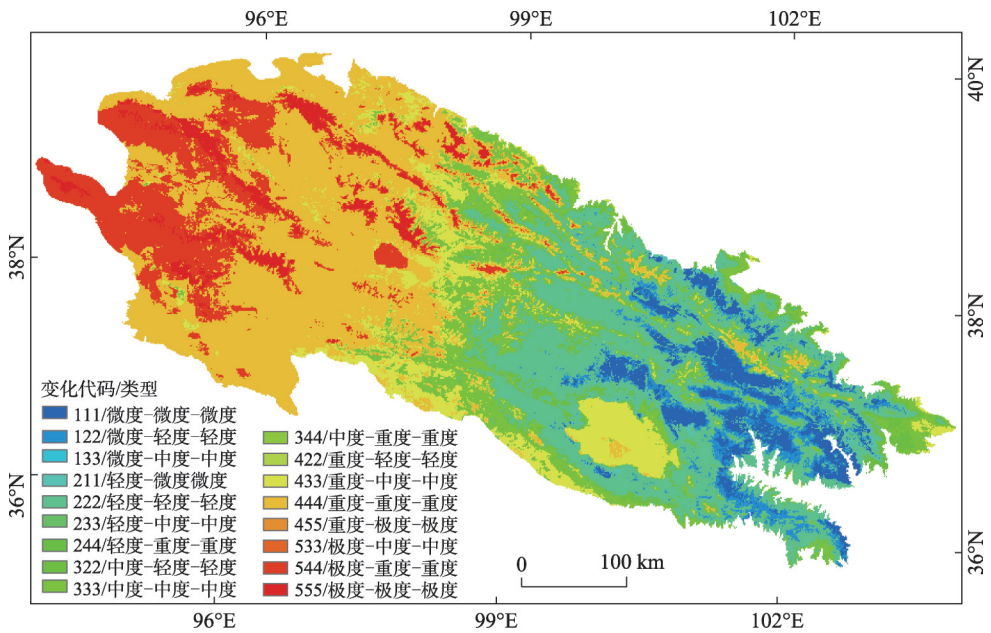 96°E 99°E 102°E
40°N
38°N
38°N
36°N
36°N
变化代码/类型
111/微度-微度-微度
122/微度-轻度-轻度
133/微度-中度-中度
211/轻度-微度微度
222/轻度-轻度-轻度
233/轻度-中度-中度
244/轻度-重度-重度
322/中度-轻度-轻度
333/中度-中度-中度
344/中度-重度-重度
422/重度-轻度-轻度
433/重度-中度-中度
444/重度-重度-重度
455/重度-极度-极度
533/极度-中度-中度
544/极度-重度-重度
555/极度-极度-极度
0 100 km
96°E 99°E 102°E